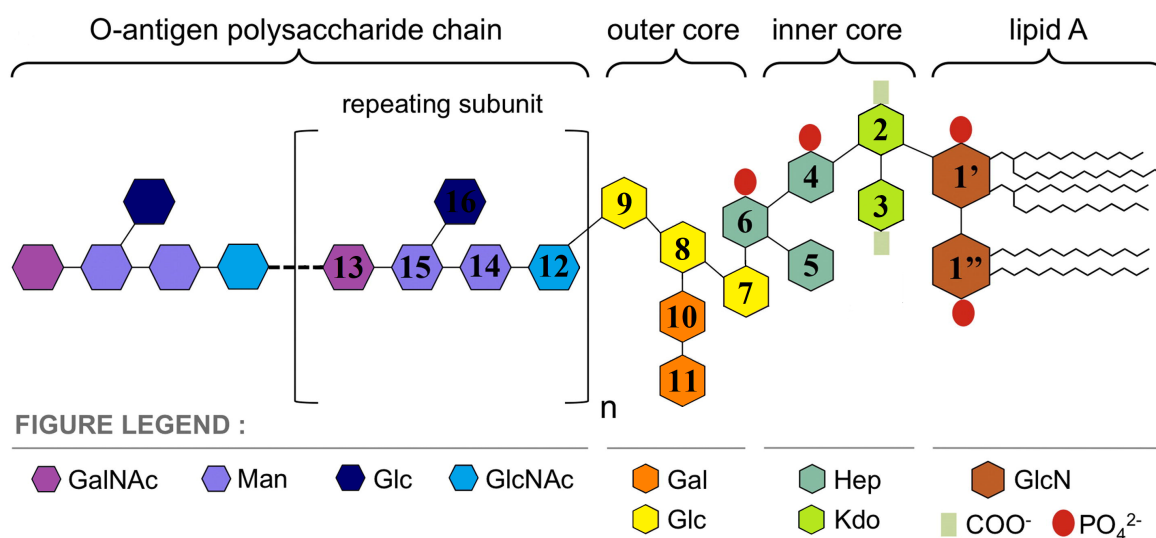 O-antigen polysaccharide chain outer core inner core lipid A
repeating subunit
2
4 1’
16 9 6 3
8
13 15 14 12 5 1’’
7
10
11
n
FIGURE LEGEND :
GalNAc Man Glc GlcNAc Gal Hep GlcN
Glc Kdo COO⁻ PO₄²⁻